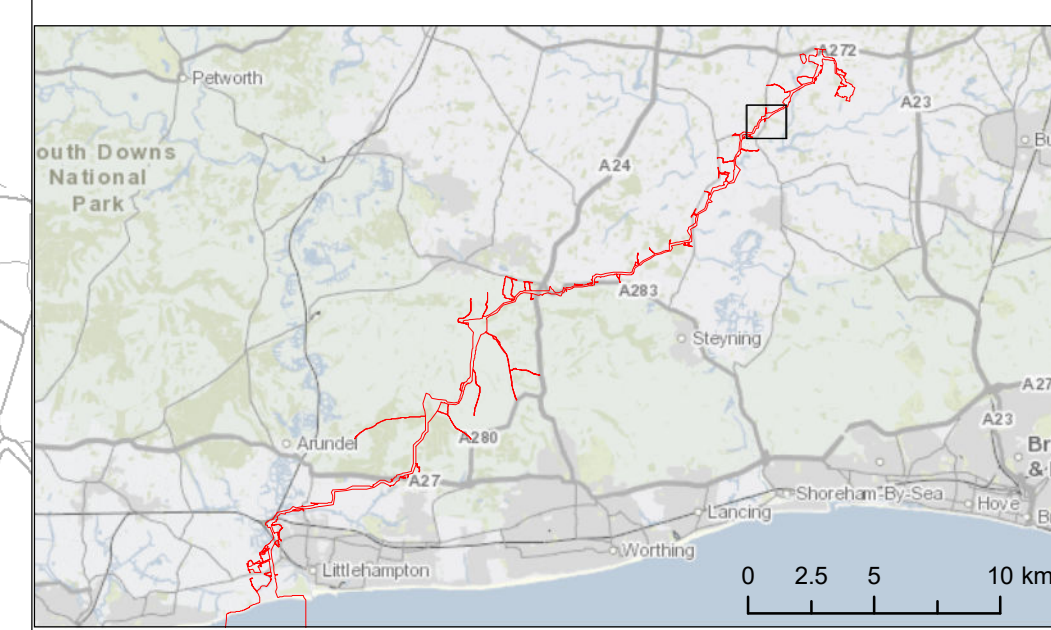 A272
Petworth
A23
Bu
outh Downs
National
Park
A24
A283
Steyning
A27
A23
Arundel
A280
Br
&
A27
Shoreham-By-Sea
Hove
B
Lancing
Worthing
Littlehampton
0 2.5 5 10 km